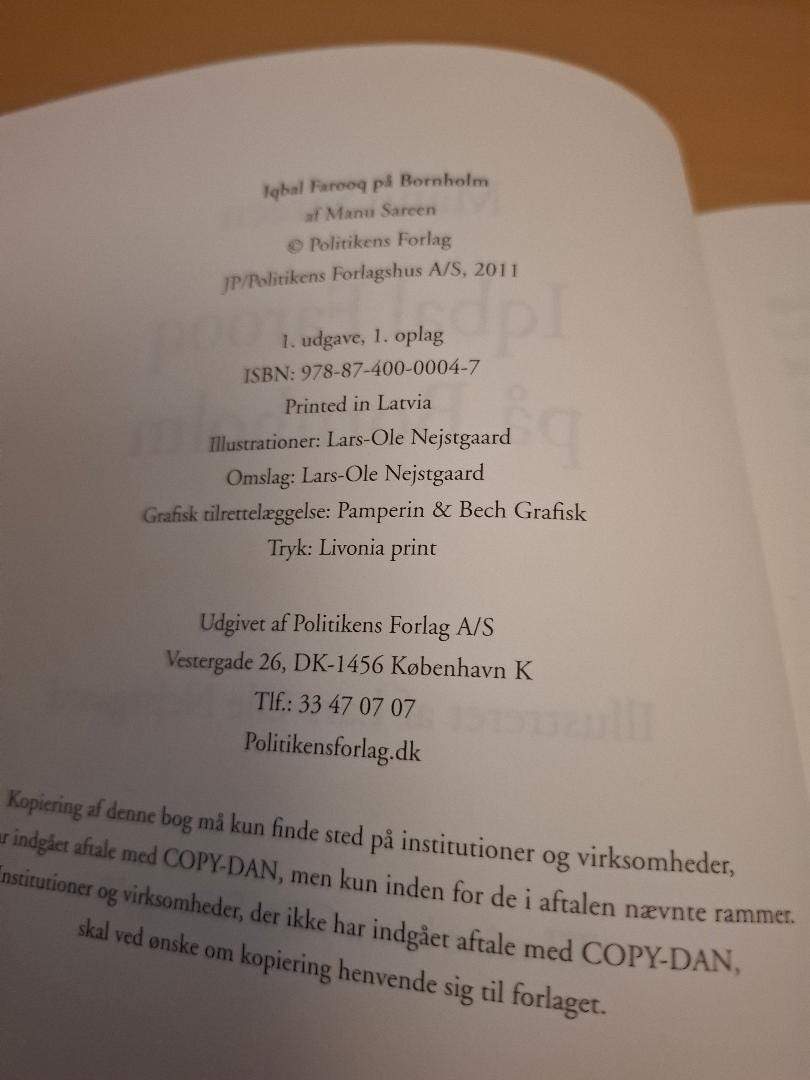 Iqbal Farooq på Bornholm
af Manu Sareen
© Politikens Forlag
JP/Politikens Forlagshus A/S, 2011
1. udgave, 1. oplag
ISBN: 978-87-400-0004-7
Printed in Latvia
Illustrationer: Lars-Ole Nejstgaard
Omslag: Lars-Ole Nejstgaard
Grafisk tilrettelæggelse: Pamperin & Bech Grafisk
Tryk: Livonia print
Udgivet af Politikens Forlag A/S
Vestergade 26, DK-1456 København K
Tlf.: 33 47 07 07
Politikensforlag.dk
Kopiering af denne bog må kun finde sted på institutioner og virksomheder,
indgået aftale med COPY-DAN, men kun inden for de i aftalen nævnte rammer.
Institutioner og virksomheder, der ikke har indgået aftale med COPY-DAN,
skal ved ønske om kopiering henvende sig til forlaget.